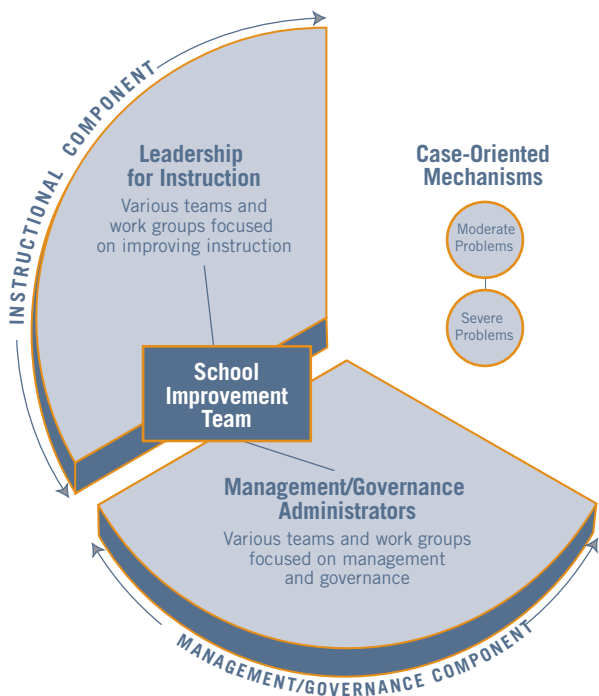 INSTRUCTIONAL COMPONENT
Leadership
for Instruction
Various teams and
work groups focused
on improving instruction
Case-Oriented
Mechanisms
Moderate
Problems
Severe
Problems
School
Improvement
Team
Management/Governance
Administrators
Various teams and work groups
focused on management
and governance
MANAGEMENT/GOVERNANCE COMPONENT